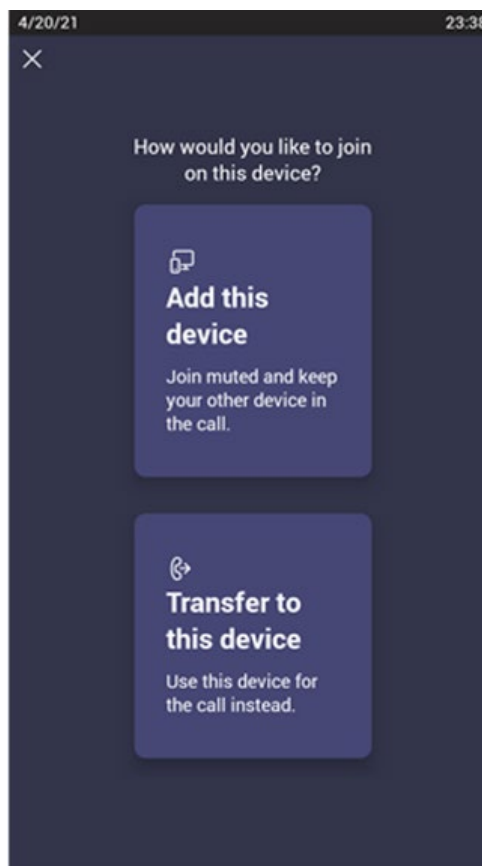 4/20/21 23:38
How would you like to join
on this device?
Add this
device
Join muted and keep
your other device in
the call.
Transfer to
this device
Use this device for
the call instead.